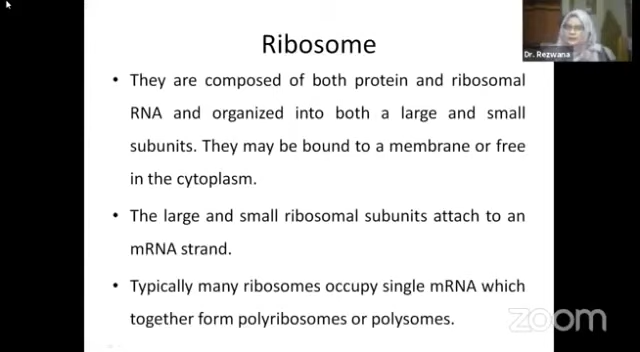 Ribosome
• They are composed of both protein and ribosomal
RNA and organized into both a large and small
subunits. They may be bound to a membrane or free
in the cytoplasm.
• The large and small ribosomal subunits attach to an
mRNA strand.
• Typically many ribosomes occupy single mRNA which
together form polyribosomes or polysomes.
Dr. Rezwana
zoom